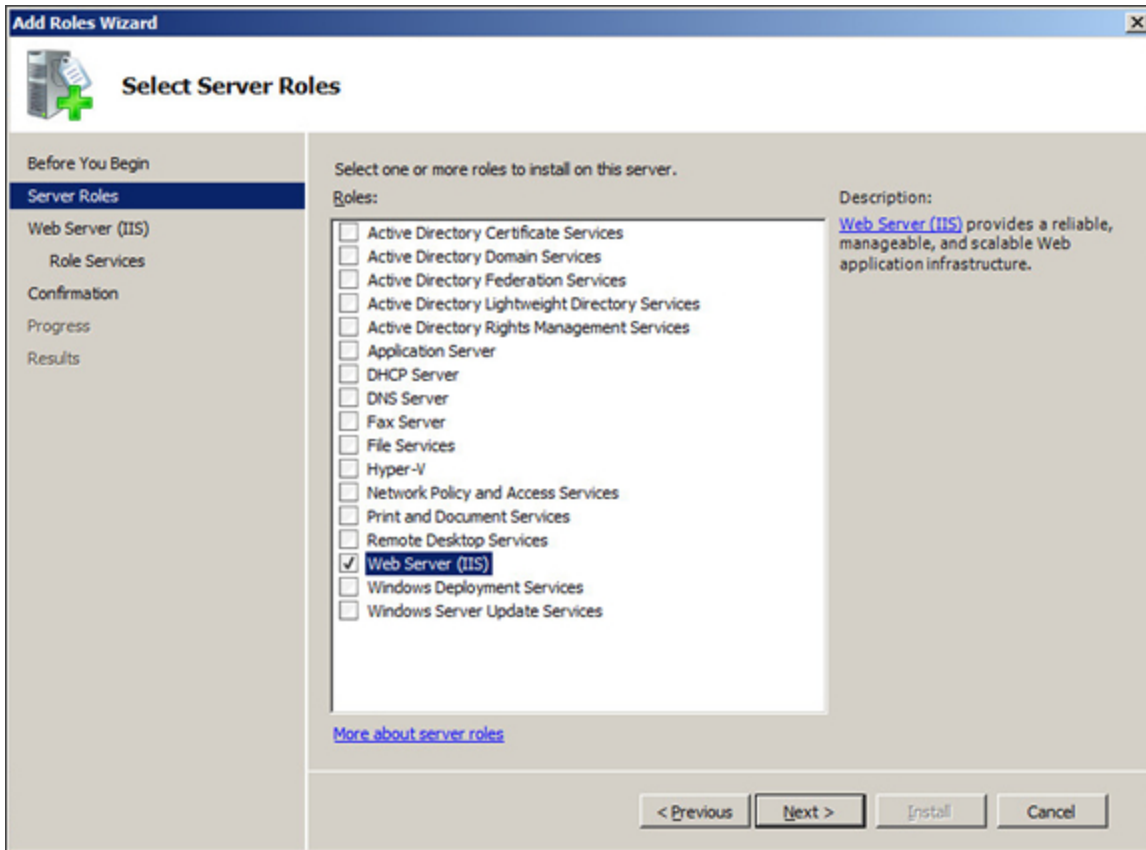 Add Roles Wizard
Select Server Roles
Before You Begin
Server Roles
Web Server (IIS)
Role Services
Confirmation
Progress
Results
Select one or more roles to install on this server.
Roles:
Active Directory Certificate Services
Active Directory Domain Services
Active Directory Federation Services
Active Directory Lightweight Directory Services
Active Directory Rights Management Services
Application Server
DHCP Server
DNS Server
Fax Server
File Services
Hyper-V
Network Policy and Access Services
Print and Document Services
Remote Desktop Services
Web Server (IIS)
Windows Deployment Services
Windows Server Update Services
More about server roles
Description:
Web Server (IIS) provides a reliable,
manageable, and scalable Web
application infrastructure.
< Previous
Next >
Install
Cancel